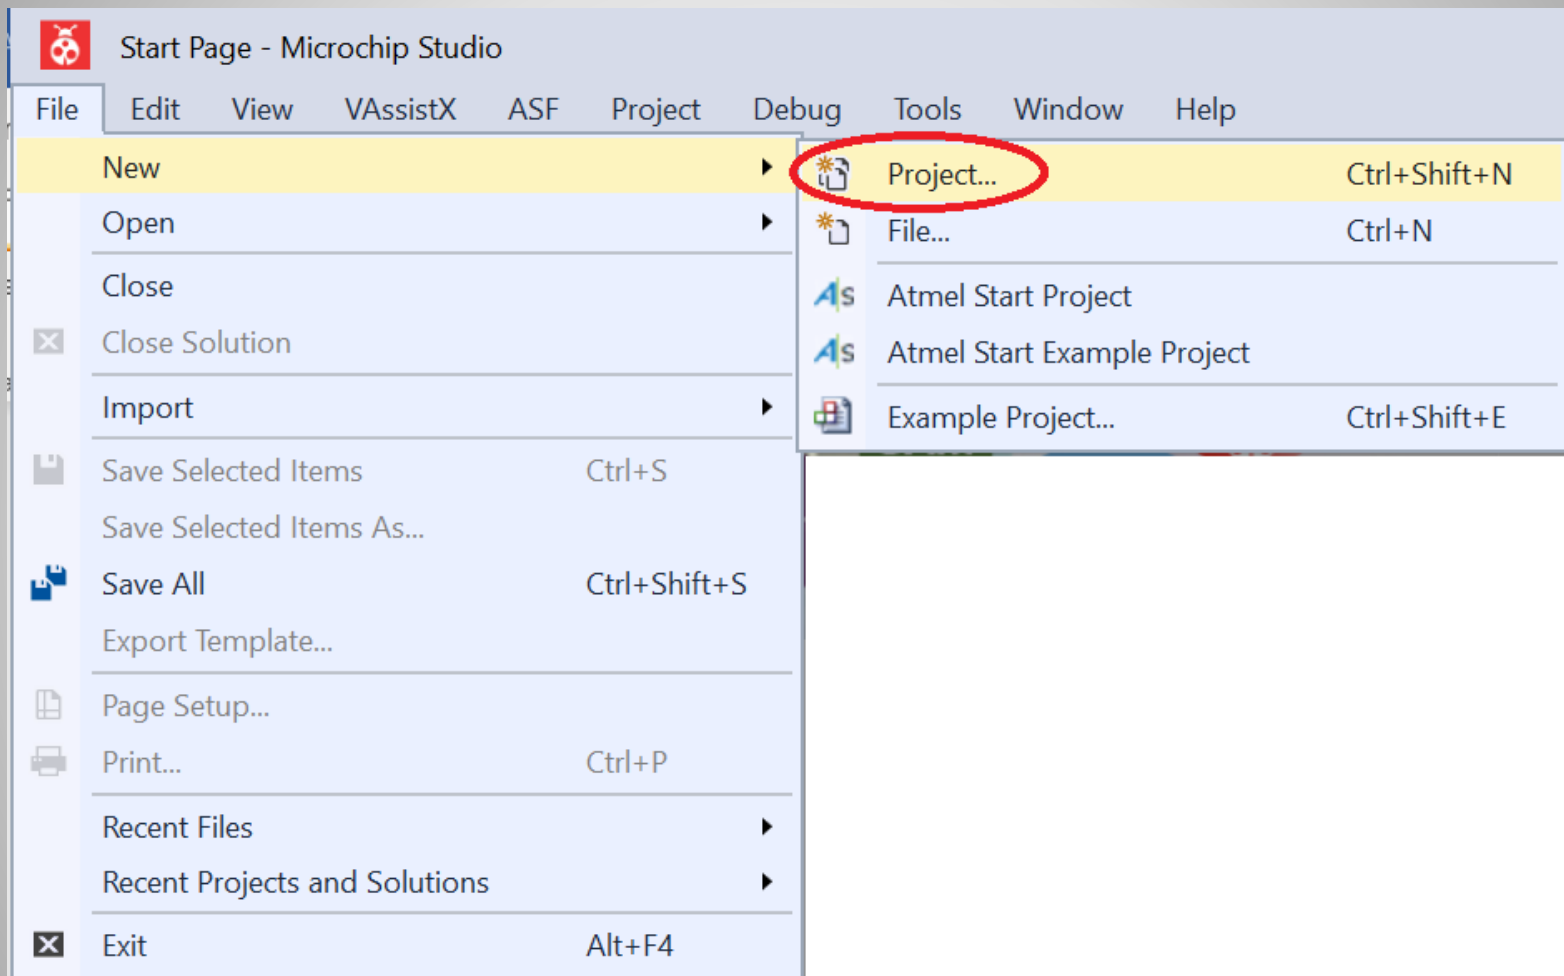 Start Page - Microchip Studio
File Edit View VAssistX ASF Project Debug Tools Window Help
New
Open
Close
Close Solution
Import
Save Selected Items Ctrl+S
Save Selected Items As...
Save All Ctrl+Shift+S
Export Template...
Page Setup...
Print... Ctrl+P
Recent Files
Recent Projects and Solutions
Exit Alt+F4
Project... Ctrl+Shift+N
File... Ctrl+N
Atmel Start Project
Atmel Start Example Project
Example Project... Ctrl+Shift+E